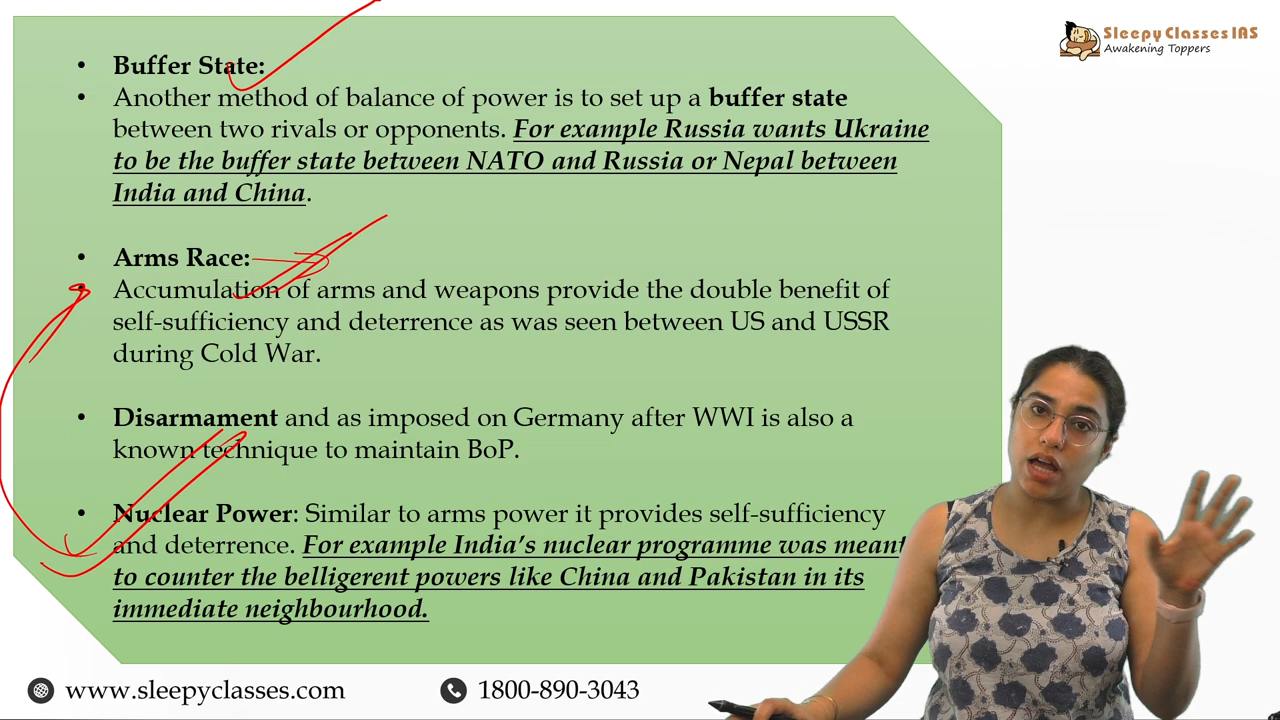 Sleepy Classes IAS
Awakening Toppers
• Buffer State:
• Another method of balance of power is to set up a buffer state
between two rivals or opponents. For example Russia wants Ukraine
to be the buffer state between NATO and Russia or Nepal between
India and China.
• Arms Race:
• Accumulation of arms and weapons provide the double benefit of
self-sufficiency and deterrence as was seen between US and USSR
during Cold War.
• Disarmament and as imposed on Germany after WWI is also a
known technique to maintain BoP.
• Nuclear Power: Similar to arms power it provides self-sufficiency
and deterrence. For example India's nuclear programme was meant
to counter the belligerent powers like China and Pakistan in its
immediate neighbourhood.
www.sleepyclasses.com
1800-890-3043